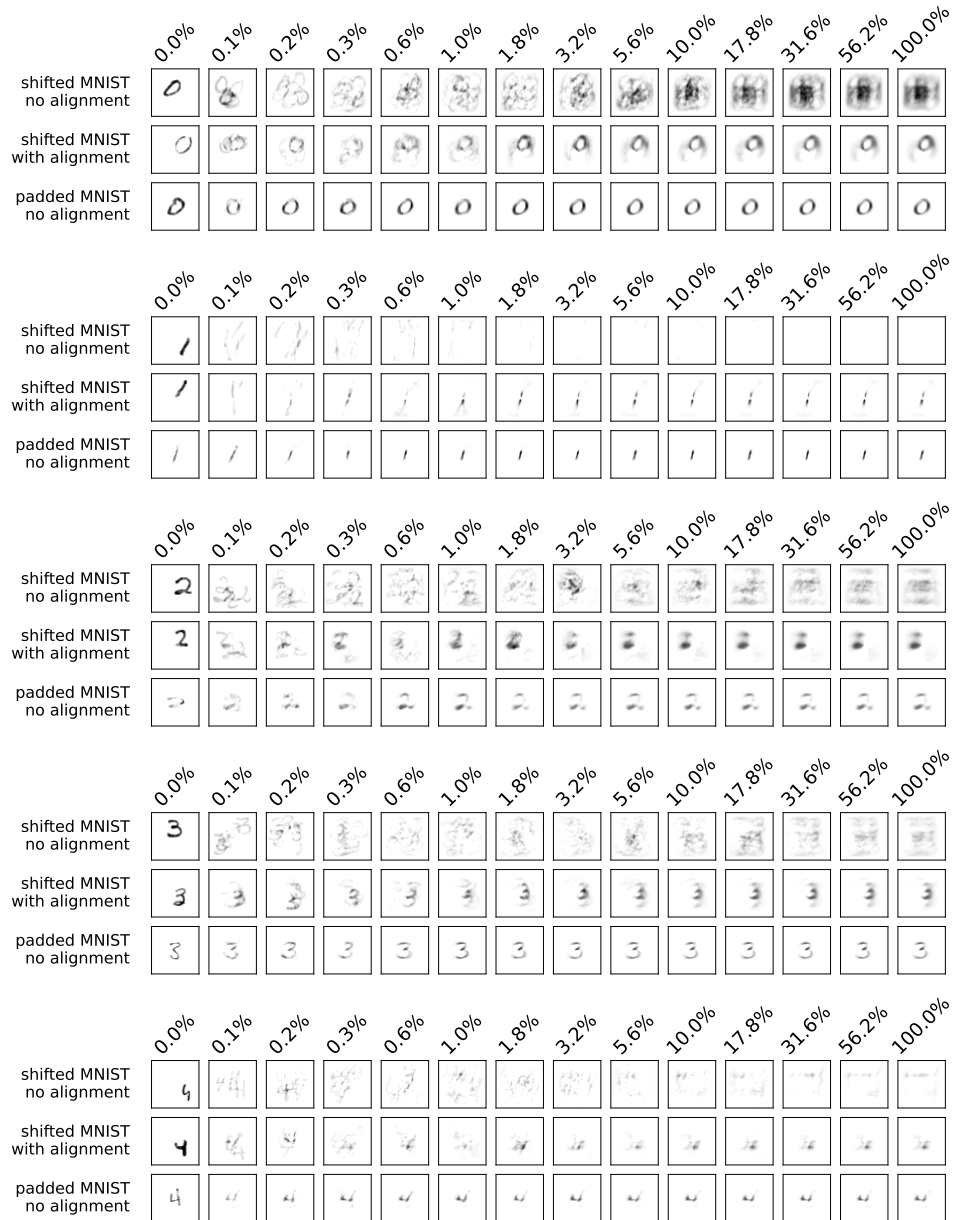 0.0% 0.1% 0.2% 0.3% 0.6% 1.0% 1.8% 3.2% 5.6% 10.0% 17.8% 31.6% 56.2% 100.0%
shifted MNIST
no alignment
shifted MNIST
with alignment
padded MNIST
no alignment
0.0% 0.1% 0.2% 0.3% 0.6% 1.0% 1.8% 3.2% 5.6% 10.0% 17.8% 31.6% 56.2% 100.0%
shifted MNIST
no alignment
shifted MNIST
with alignment
padded MNIST
no alignment
0.0% 0.1% 0.2% 0.3% 0.6% 1.0% 1.8% 3.2% 5.6% 10.0% 17.8% 31.6% 56.2% 100.0%
shifted MNIST
no alignment
shifted MNIST
with alignment
padded MNIST
no alignment
0.0% 0.1% 0.2% 0.3% 0.6% 1.0% 1.8% 3.2% 5.6% 10.0% 17.8% 31.6% 56.2% 100.0%
shifted MNIST
no alignment
shifted MNIST
with alignment
padded MNIST
no alignment
0.0% 0.1% 0.2% 0.3% 0.6% 1.0% 1.8% 3.2% 5.6% 10.0% 17.8% 31.6% 56.2% 100.0%
shifted MNIST
no alignment
shifted MNIST
with alignment
padded MNIST
no alignment